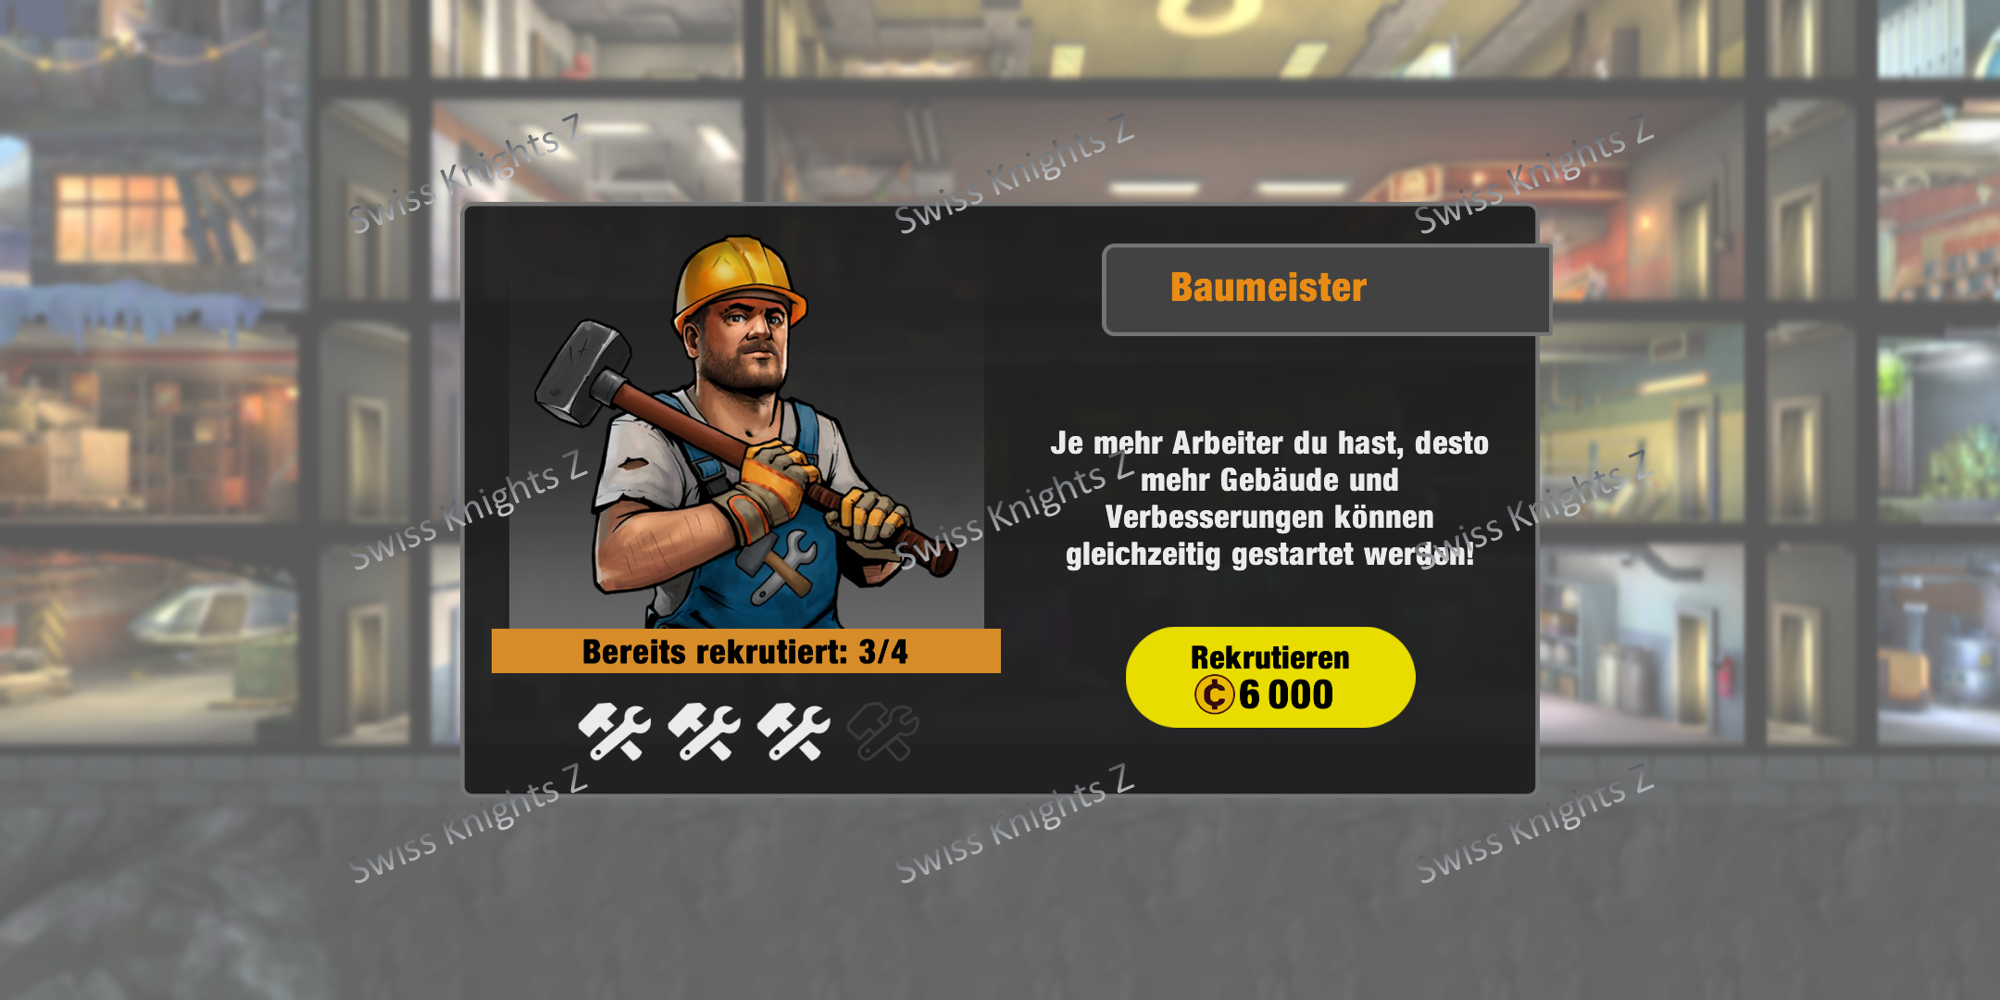 Swiss Knights Z
Swiss Knights Z
Swiss Knights Z
Baumeister
Je mehr Arbeiter du hast, desto
mehr Gebäude und
Verbesserungen können
gleichzeitig gestartet werden!
Swiss Knights Z
Swiss Knights Z
Swiss Knights Z
Bereits rekrutiert: 3/4
Rekrutieren
₵ 6 000
Swiss Knights Z
Swiss Knights Z
Swiss Knights Z